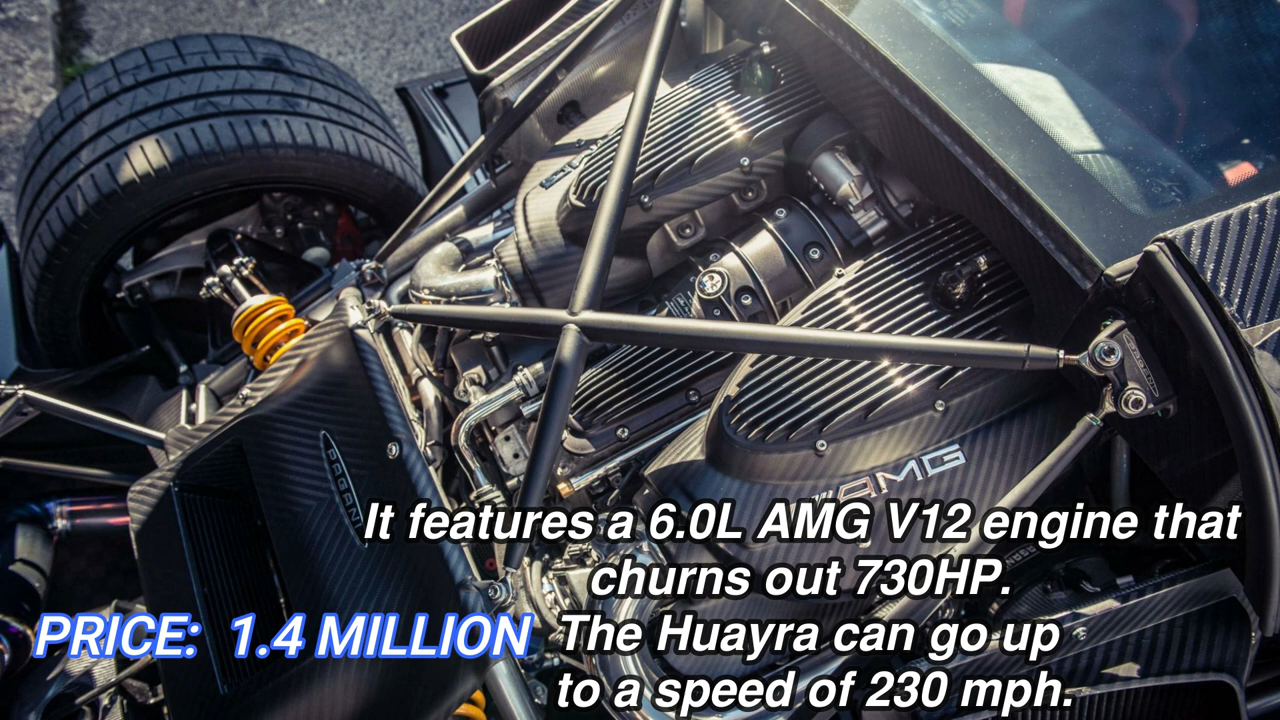 PAGANI
AMG
It features a 6.0L AMG V12 engine that
churns out 730HP.
PRICE: 1.4 MILLION
The Huayra can go up
to a speed of 230 mph.